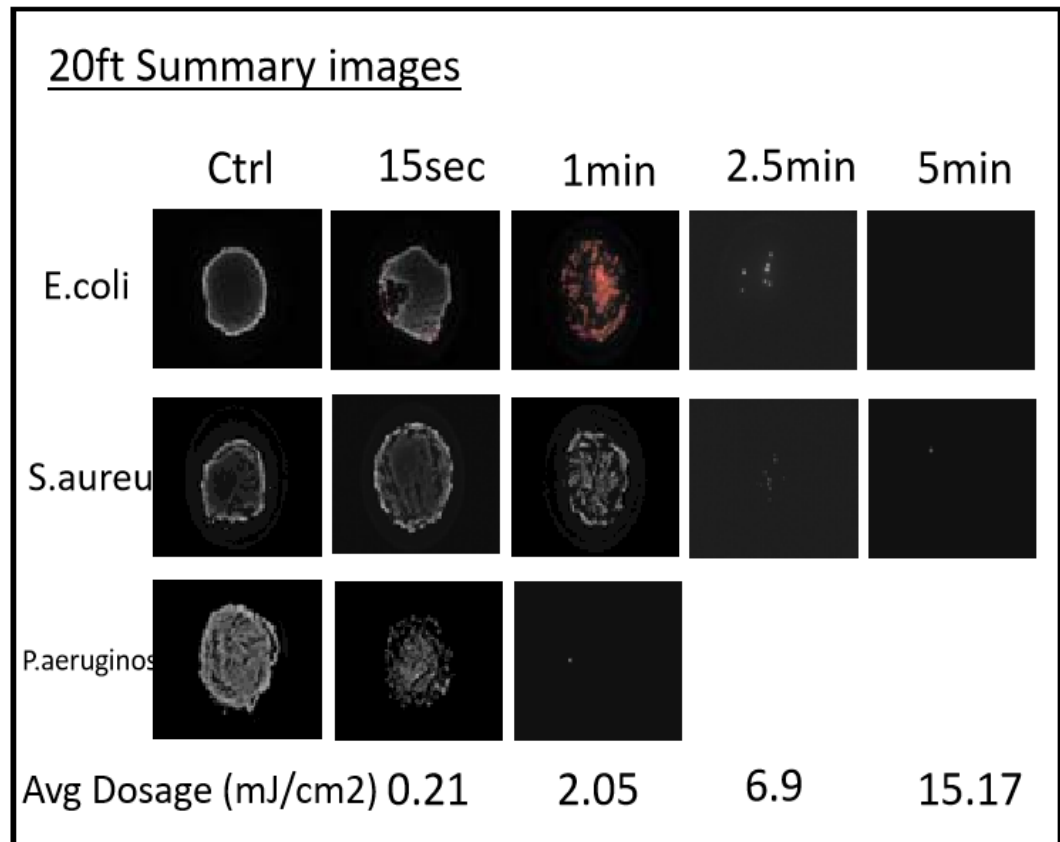 20ft Summary images
Ctrl 15sec 1min 2.5min 5min
E.coli
S.aureu
P.aeruginos
Avg Dosage (mJ/cm2) 0.21 2.05 6.9 15.17